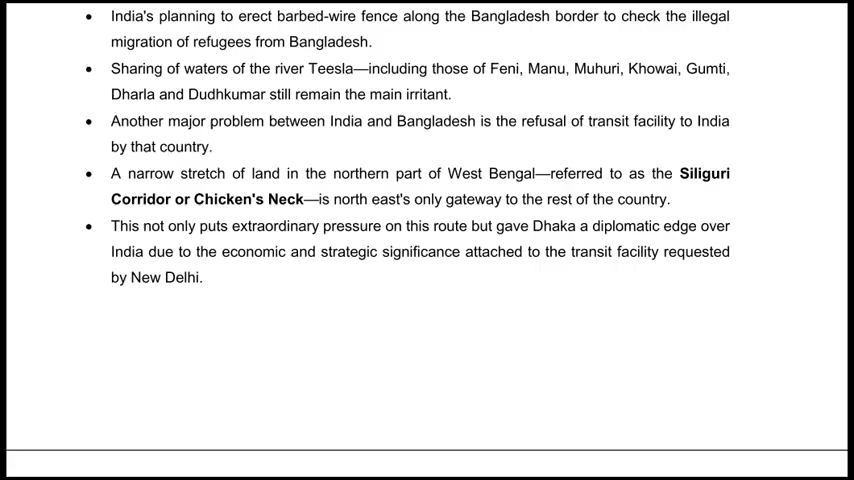 • India's planning to erect barbed-wire fence along the Bangladesh border to check the illegal
migration of refugees from Bangladesh.
• Sharing of waters of the river Teesla—including those of Feni, Manu, Muhuri, Khowai, Gumti,
Dharla and Dudhkumar still remain the main irritant.
• Another major problem between India and Bangladesh is the refusal of transit facility to India
by that country.
• A narrow stretch of land in the northern part of West Bengal—referred to as the Siliguri
Corridor or Chicken's Neck—is north east's only gateway to the rest of the country.
• This not only puts extraordinary pressure on this route but gave Dhaka a diplomatic edge over
India due to the economic and strategic significance attached to the transit facility requested
by New Delhi.